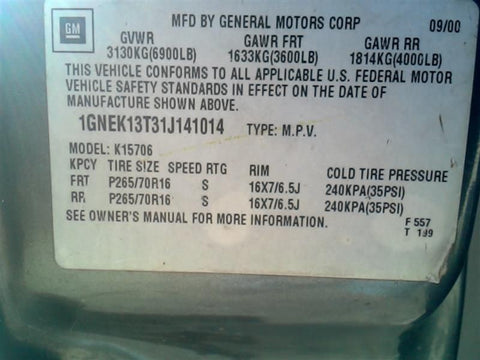 GM
MFD BY GENERAL MOTORS CORP 09/00
GVWR GAWR FRT GAWR RR
3130KG(6900LB) 1633KG(3600LB) 1814KG(4000LB)
THIS VEHICLE CONFORMS TO ALL APPLICABLE U.S. FEDERAL MOTOR
VEHICLE SAFETY STANDARDS IN EFFECT ON THE DATE OF
MANUFACTURE SHOWN ABOVE.
1GNEK13T31J141014 TYPE: M.P.V.
MODEL: K15706
KPCY TIRE SIZE SPEED RTG RIM COLD TIRE PRESSURE
FRT P265/70R16 S 16X7/6.5J 240KPA(35PSI)
RR P265/70R16 S 16X7/6.5J 240KPA(35PSI)
SEE OWNER'S MANUAL FOR MORE INFORMATION. F 557
T 199